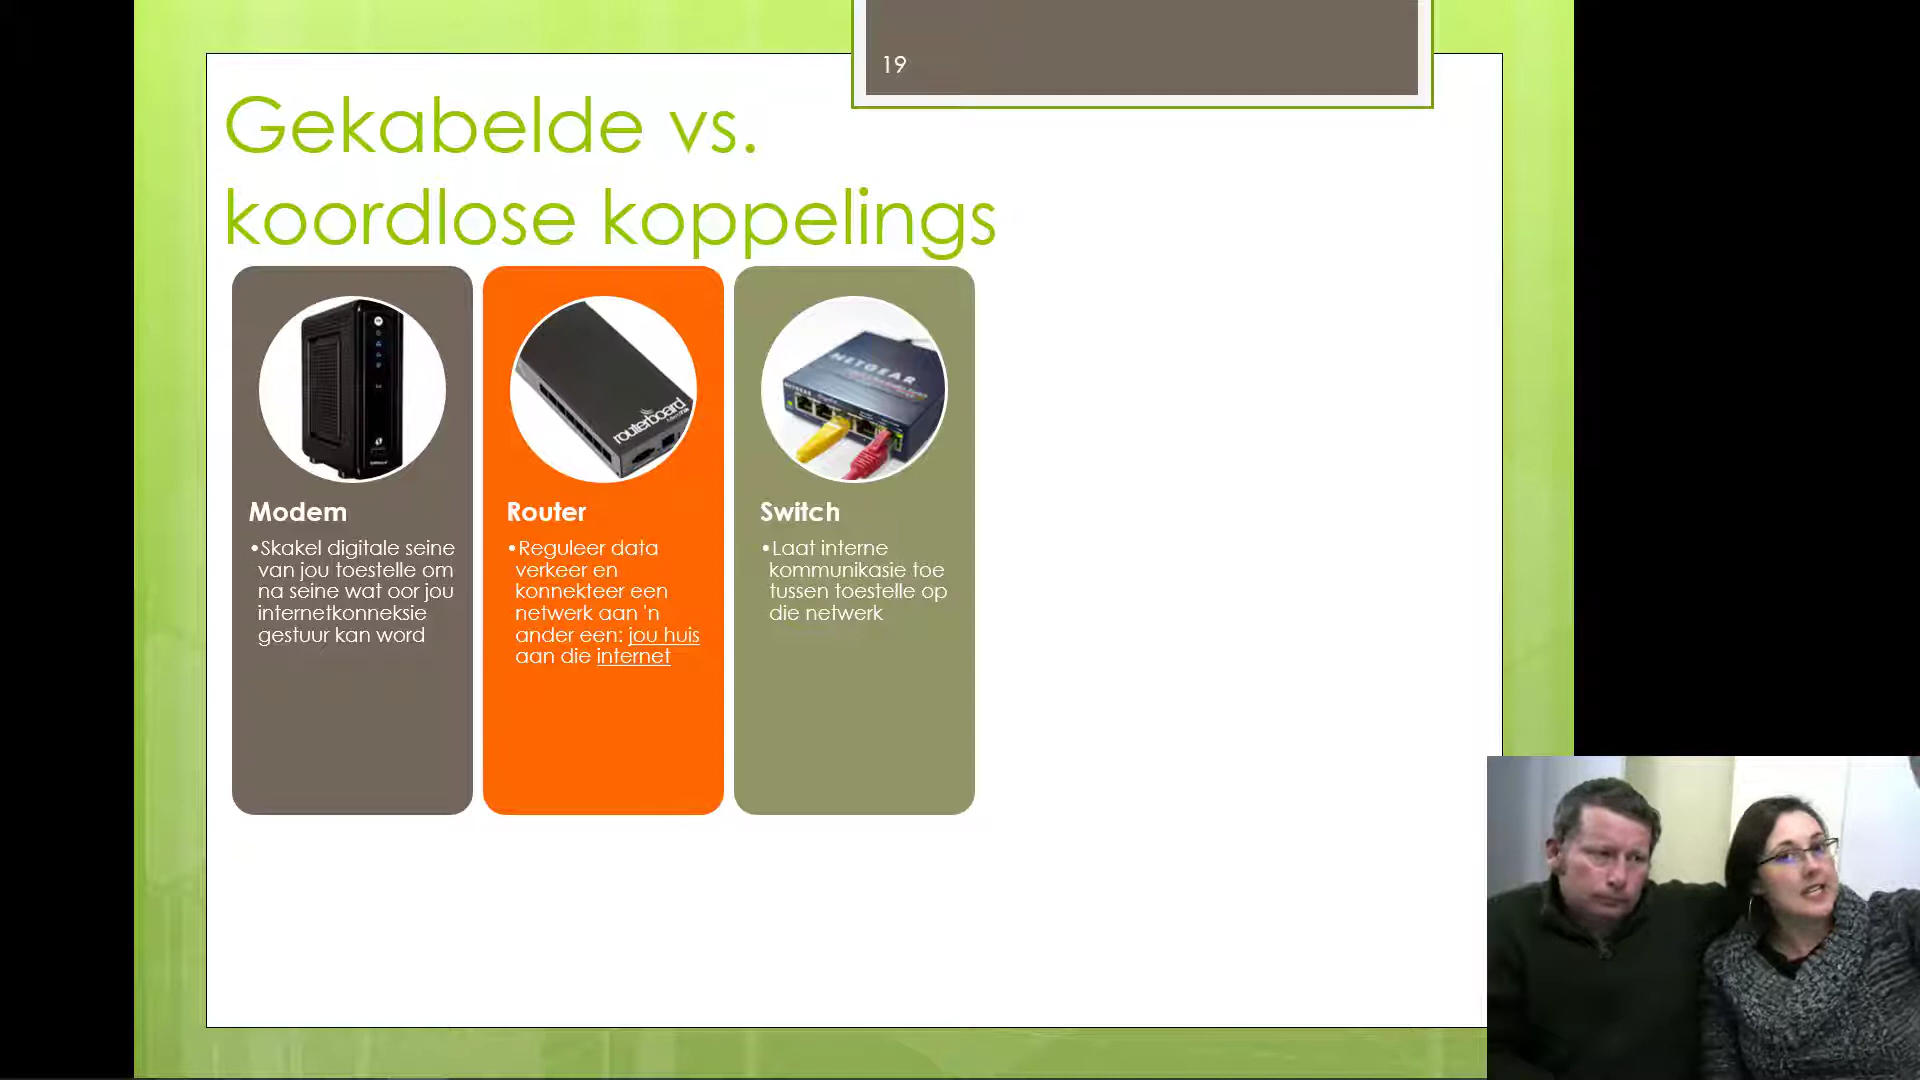 19
Gekabelde vs.
koordlose koppelings
Modem
•Skakel digitale seine
van jou toestelle om
na seine wat oor jou
internetkonneksie
gestuur kan word
routerboard
Router
•Reguleer data
verkeer en
konnekteer een
netwerk aan 'n
ander een: jou huis
aan die internet
NETGEAR
Switch
•Laat interne
kommunikasie toe
tussen toestelle op
die netwerk